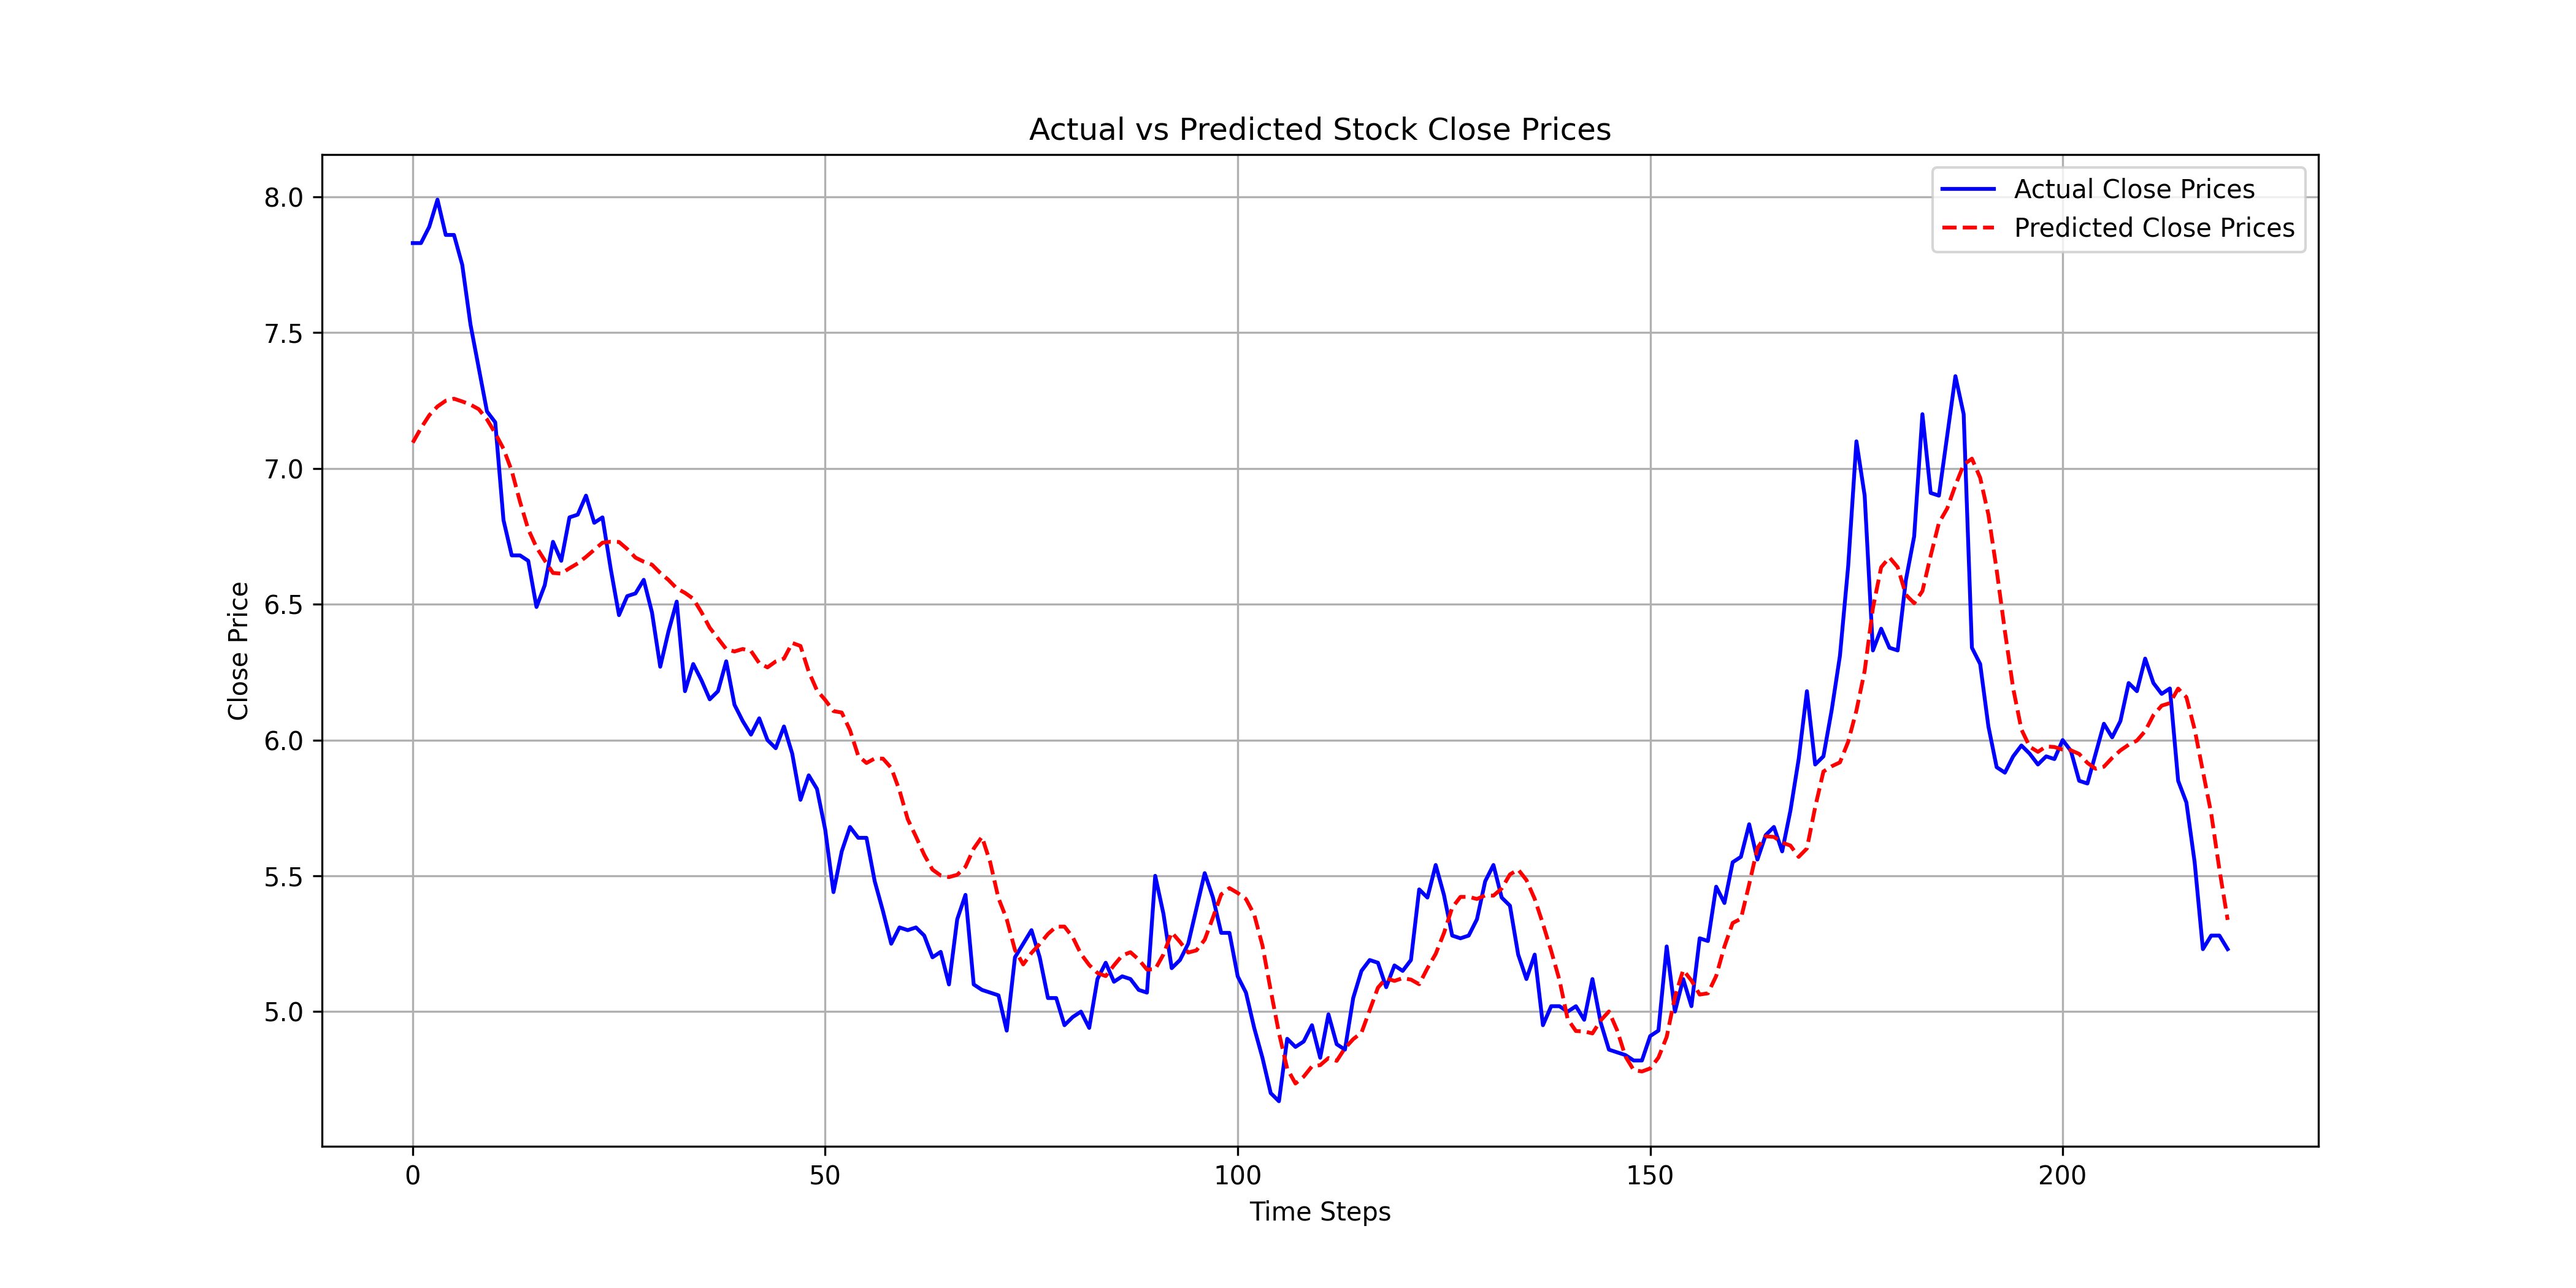 Actual vs Predicted Stock Close Prices
Actual Close Prices
Predicted Close Prices
Close Price
8.0
7.5
7.0
6.5
6.0
5.5
5.0
0 50 100 150 200
Time Steps